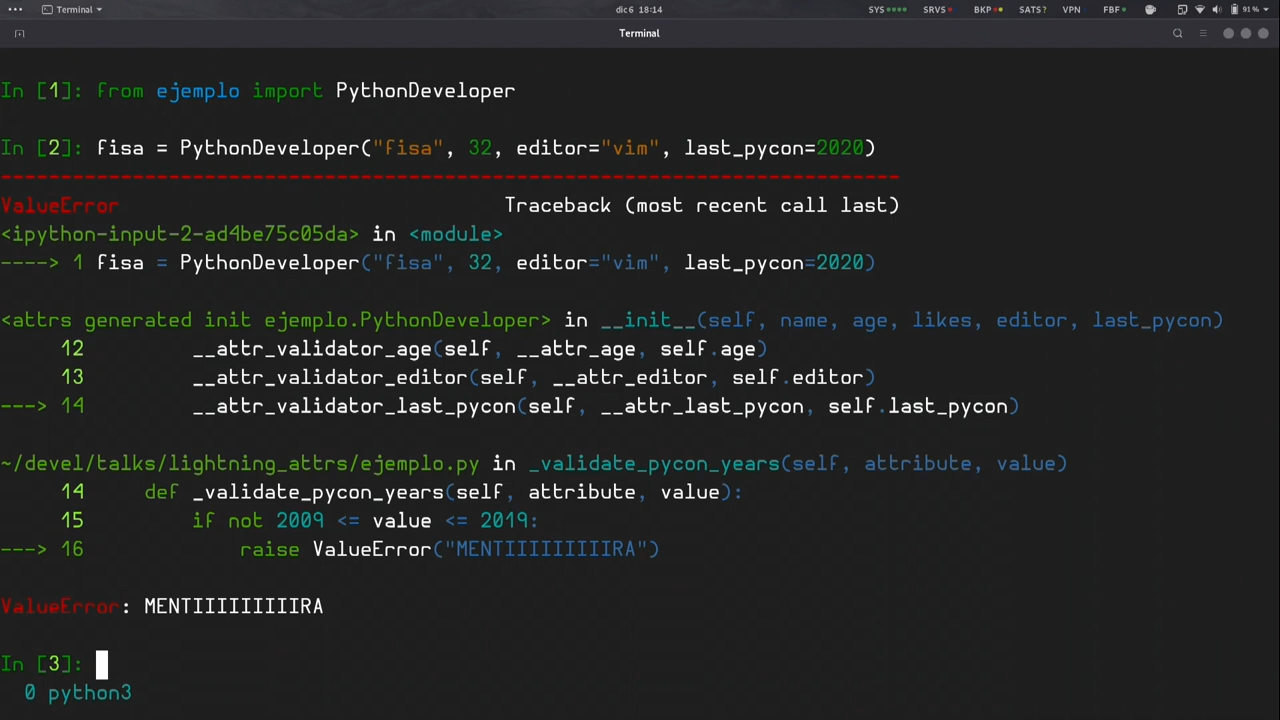 Terminal
dic 6 18:14
SYS SRVS BKP SATS? VPN FBF 91 %
Terminal
In [1]: from ejemplo import PythonDeveloper
In [2]: fisa = PythonDeveloper("fisa", 32, editor="vim", last_pycon=2020)
---------------------------------------------------------------------------
ValueError Traceback (most recent call last)
<ipython-input-2-ad4be75c05da> in <module>
----> 1 fisa = PythonDeveloper("fisa", 32, editor="vim", last_pycon=2020)
<attrs generated init ejemplo.PythonDeveloper> in __init__(self, name, age, likes, editor, last_pycon)
12 __attr_validator_age(self, __attr_age, self.age)
13 __attr_validator_editor(self, __attr_editor, self.editor)
---> 14 __attr_validator_last_pycon(self, __attr_last_pycon, self.last_pycon)
~/devel/talks/lightning_attrs/ejemplo.py in _validate_pycon_years(self, attribute, value)
14 def _validate_pycon_years(self, attribute, value):
15 if not 2009 <= value <= 2019:
---> 16 raise ValueError("MENTIIIIIIIIIRA")
ValueError: MENTIIIIIIIIIRA
In [3]:
0 python3